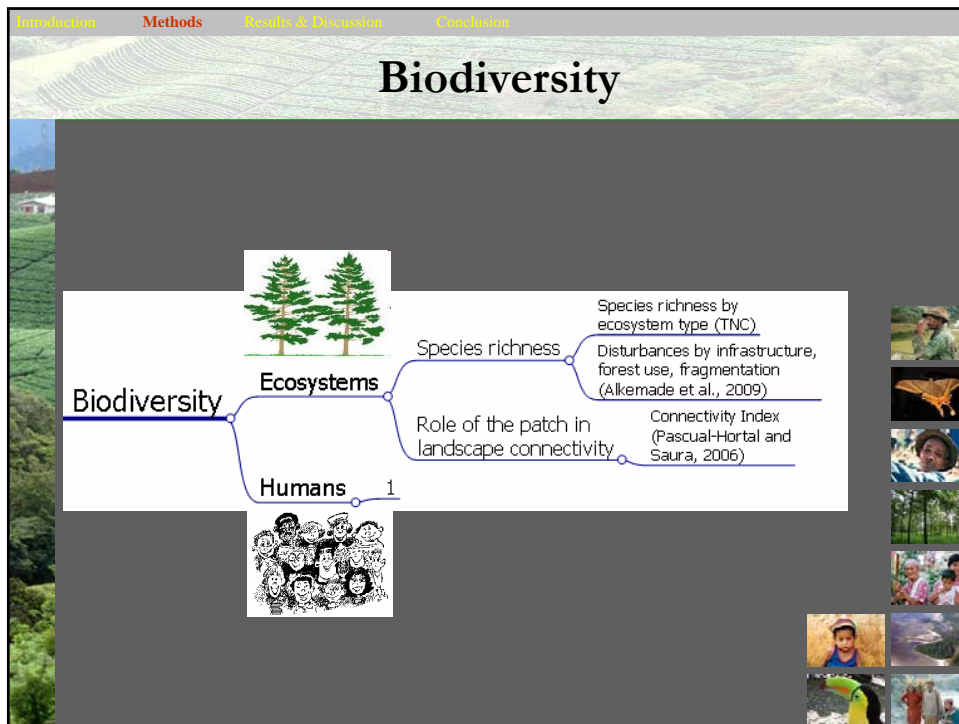 Introduction Methods Results & Discussion Conclusion
Biodiversity
Biodiversity
Ecosystems
Species richness
Species richness by
ecosystem type (TNC)
Disturbances by infrastructure,
forest use, fragmentation
(Alkemade et al., 2009)
Role of the patch in
landscape connectivity
Connectivity Index
(Pascual-Hortal and
Saura, 2006)
Humans
1